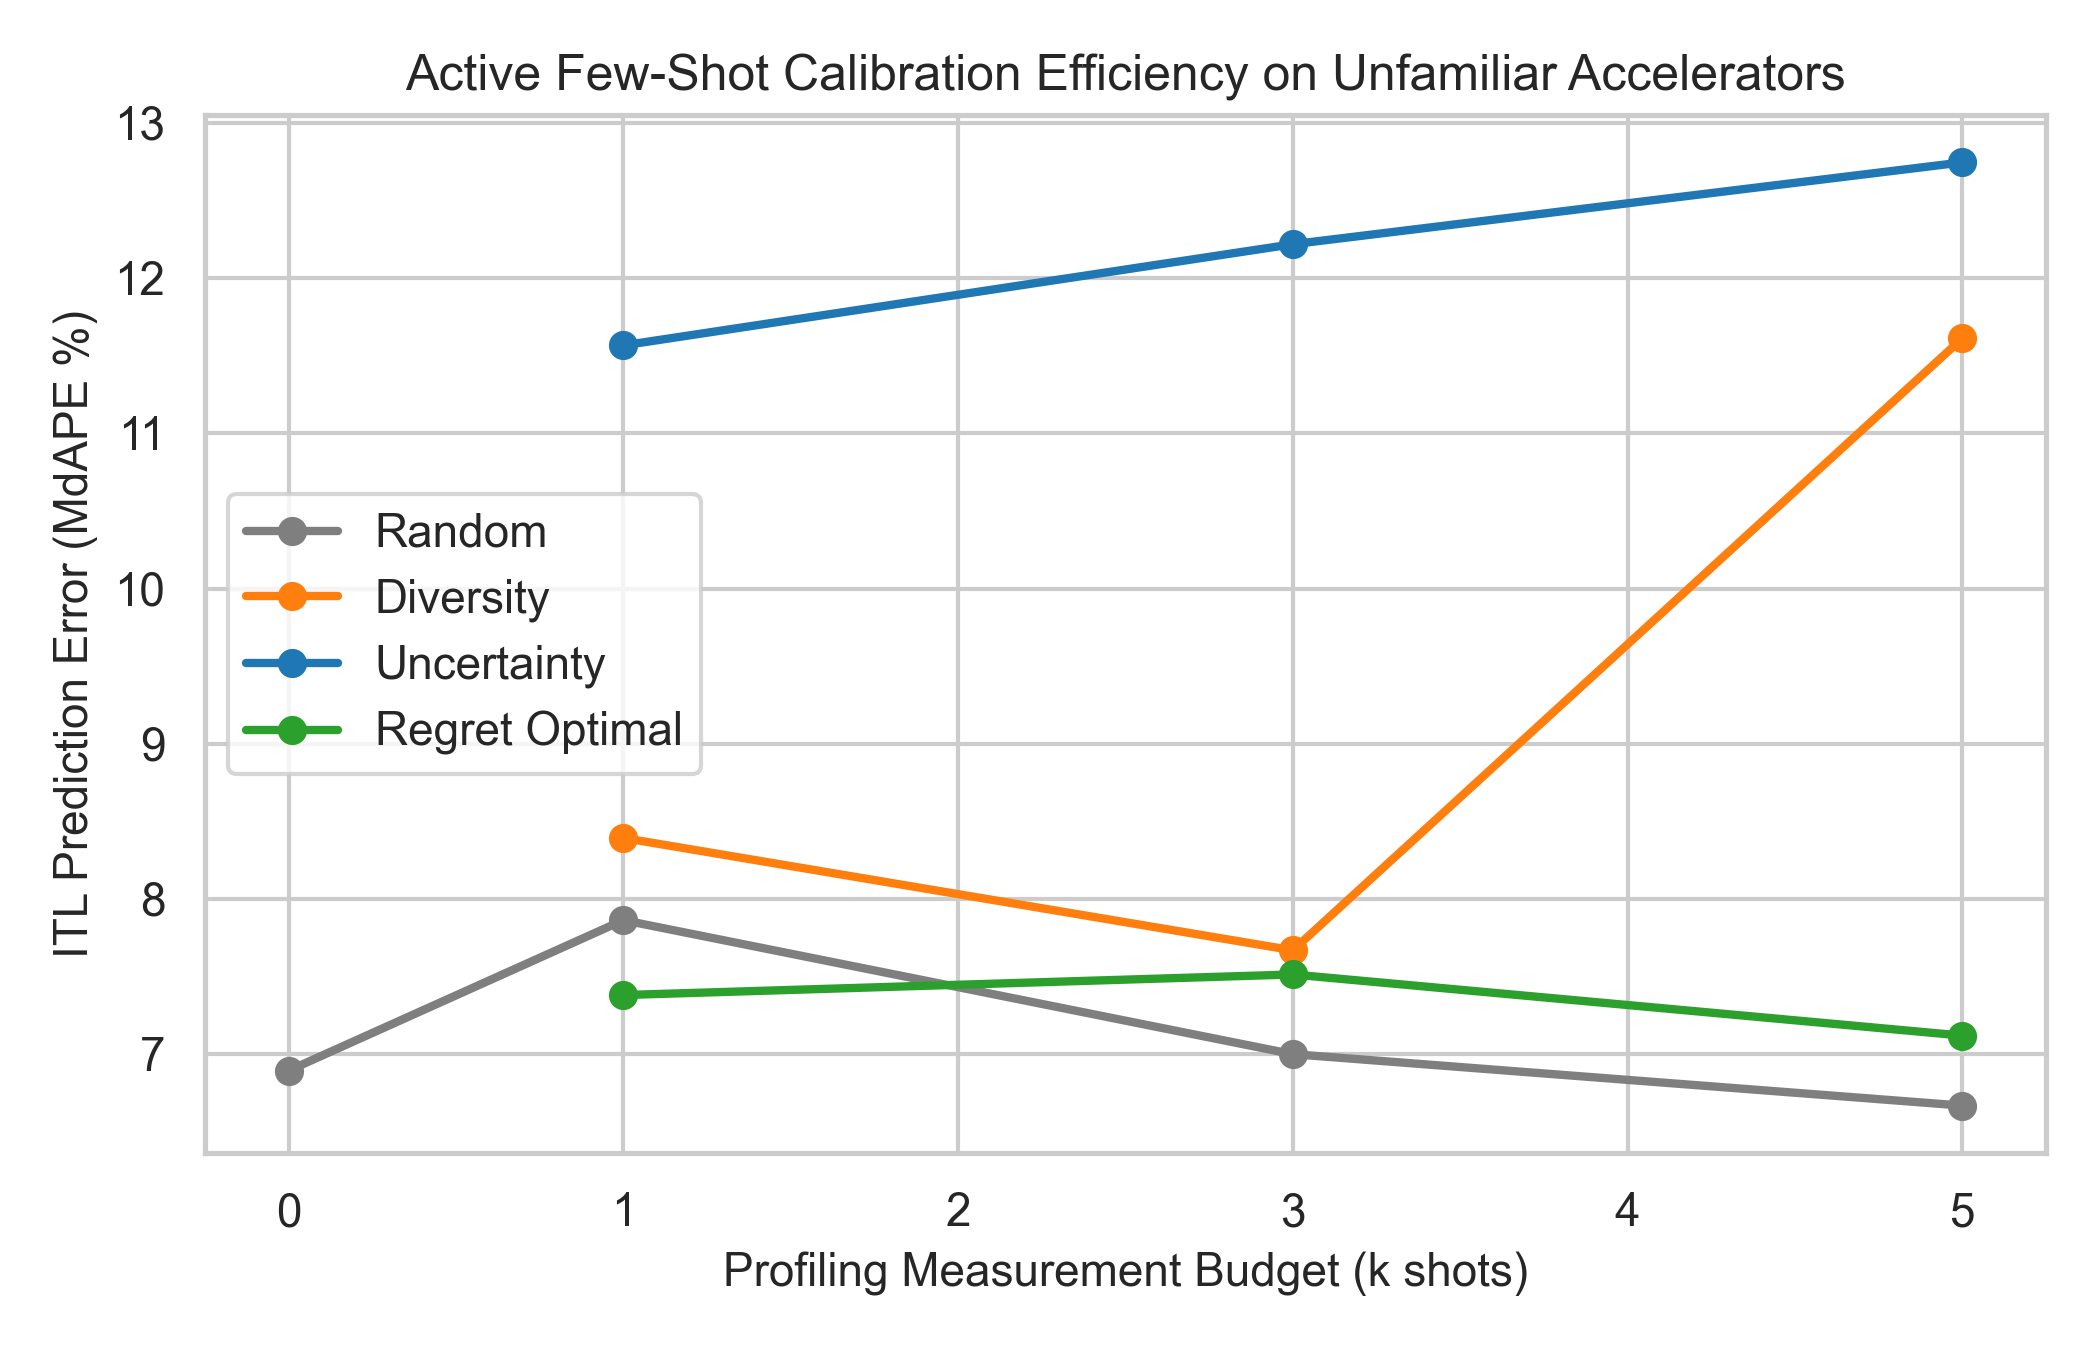 Active Few-Shot Calibration Efficiency on Unfamiliar Accelerators
ITL Prediction Error (MdAPE %)
13
12
11
10
9
8
7
Random
Diversity
Uncertainty
Regret Optimal
0 1 2 3 4 5
Profiling Measurement Budget (k shots)